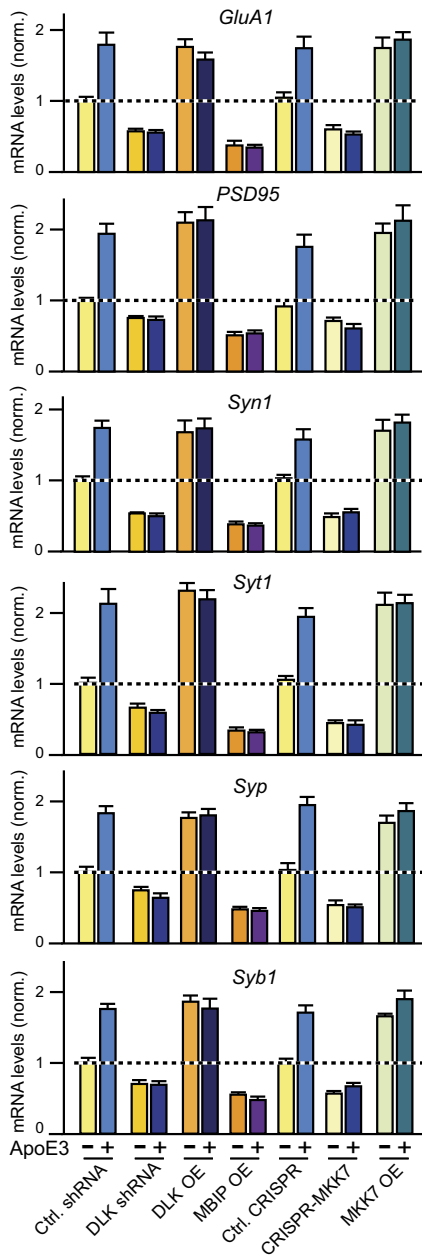 GluA1
mRNA levels (norm.)
2
1
0
PSD95
mRNA levels (norm.)
2
1
0
Syn1
mRNA levels (norm.)
2
1
0
Syt1
mRNA levels (norm.)
2
1
0
Syp
mRNA levels (norm.)
2
1
0
Syb1
mRNA levels (norm.)
2
1
0
ApoE3 – + – + – + – + – + – + – +
Ctrl. shRNA
DLK shRNA
DLK OE
MBIP OE
Ctrl. CRISPR
CRISPR-MKK7
MKK7 OE